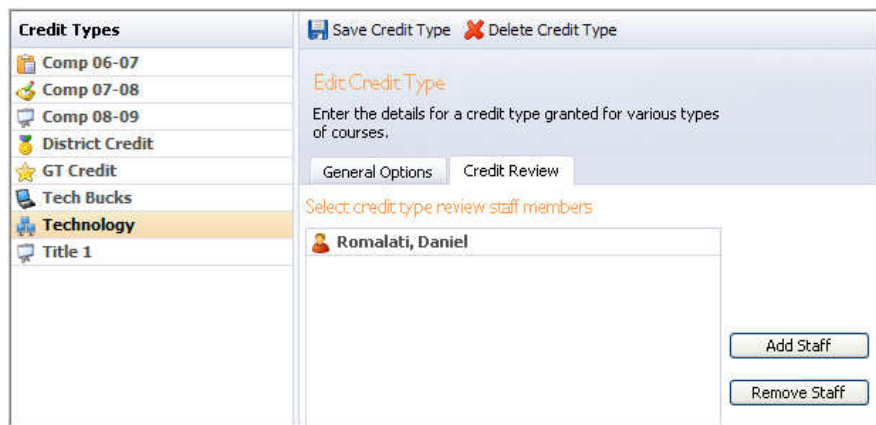 Credit Types
Comp 06-07
Comp 07-08
Comp 08-09
District Credit
GT Credit
Tech Bucks
Technology
Title 1
Save Credit Type Delete Credit Type
Edit Credit Type
Enter the details for a credit type granted for various types
of courses.
General Options Credit Review
Select credit type review staff members
Romalati, Daniel
Add Staff
Remove Staff